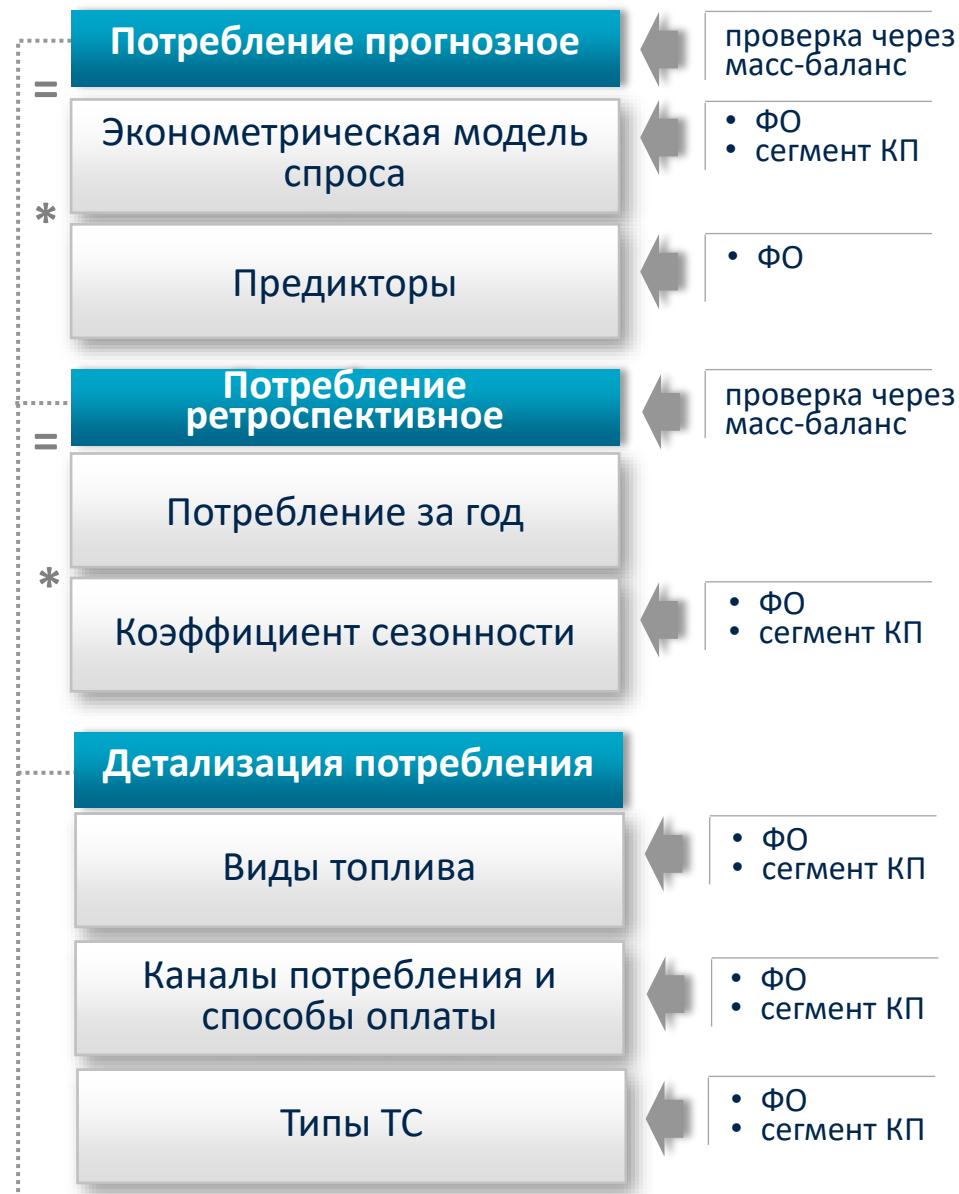 Потребление прогнозное
проверка через
масс-баланс
=
Эконометрическая модель
спроса
• ФО
• сегмент КП
*
Предикторы
• ФО
Потребление
ретроспективное
проверка через
масс-баланс
=
Потребление за год
*
Коэффициент сезонности
• ФО
• сегмент КП
Детализация потребления
Виды топлива
• ФО
• сегмент КП
Каналы потребления и
способы оплаты
• ФО
• сегмент КП
Типы ТС
• ФО
• сегмент КП